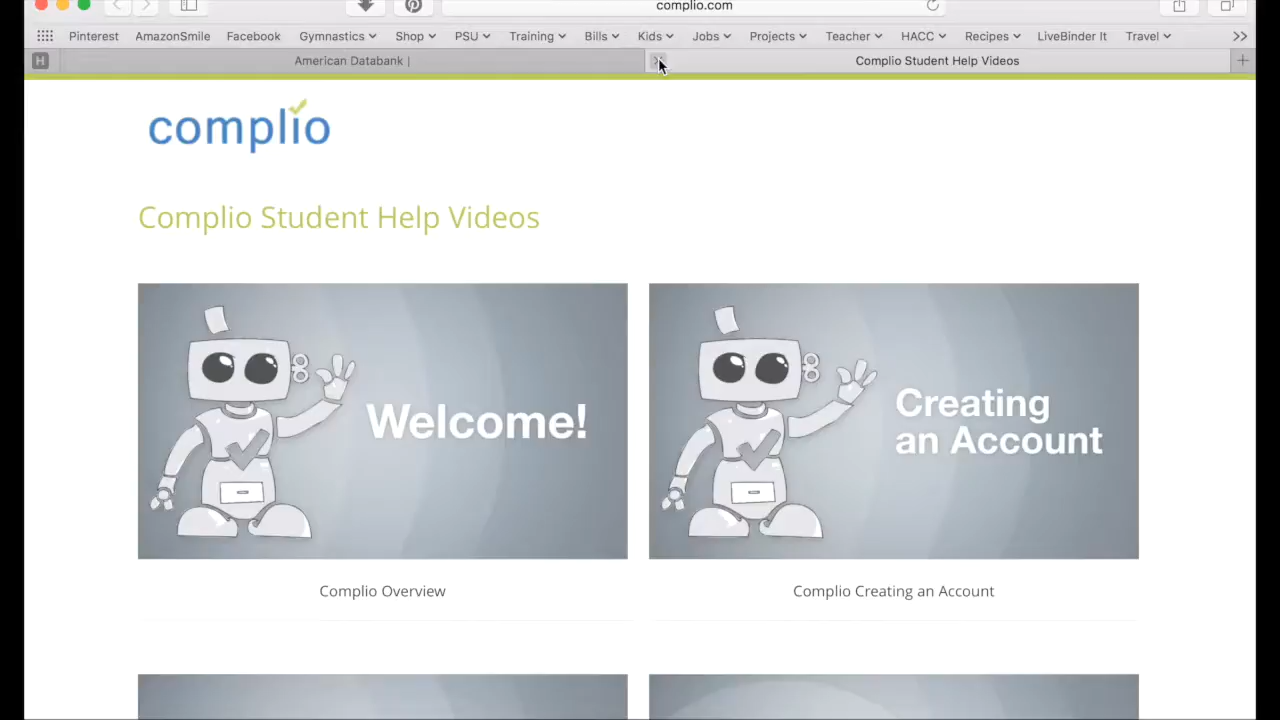 complio.com
Pinterest AmazonSmile Facebook Gymnastics Shop PSU Training Bills Kids Jobs Projects Teacher HACC Recipes LiveBinder It Travel
H American Databank | Complio Student Help Videos
complio
Complio Student Help Videos
Welcome!
Creating
an Account
Complio Overview
Complio Creating an Account